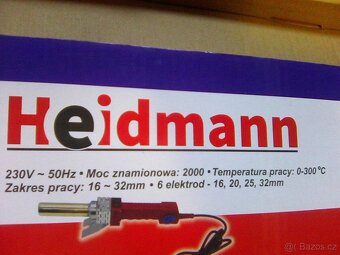 Heidmann
230V ~ 50Hz • Moc znamionowa: 2000 • Temperatura pracy: 0-300°C
Zakres pracy: 16 ~ 32mm • 6 elektrod - 16, 20, 25, 32mm
© Bazos.cz